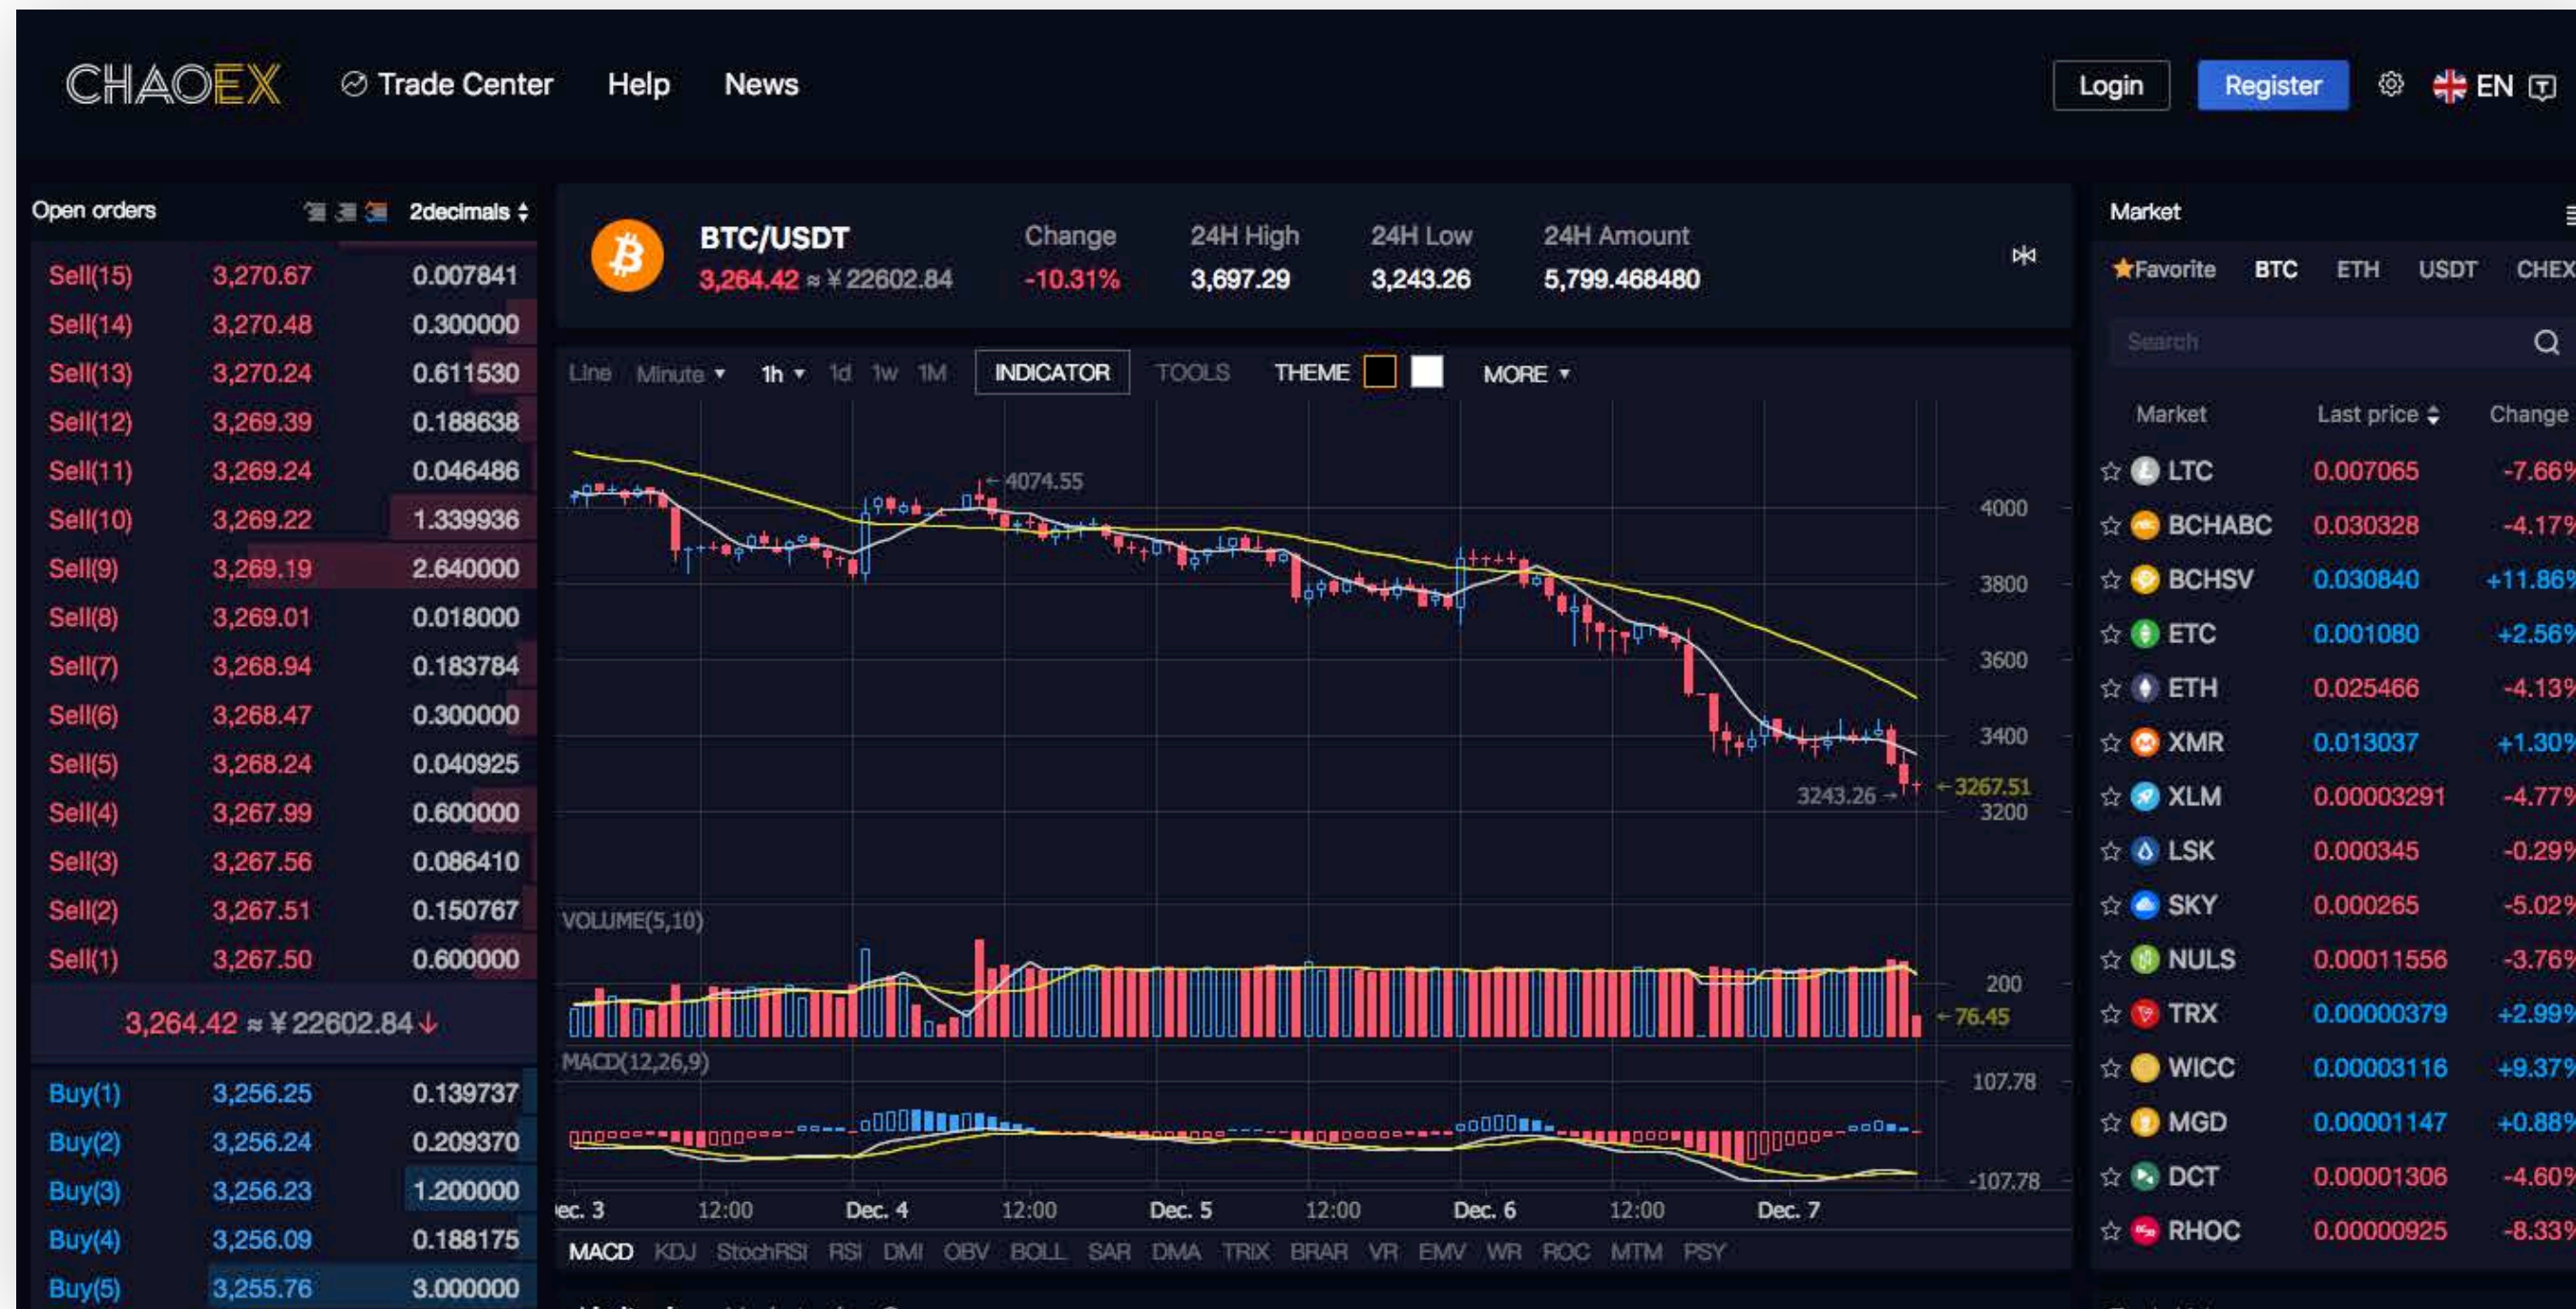 CHAOEX Trade Center Help News Login Register EN T
Open orders 2decimals
Sell(15) 3,270.67 0.007841
Sell(14) 3,270.48 0.300000
Sell(13) 3,270.24 0.611530
Sell(12) 3,269.39 0.188638
Sell(11) 3,269.24 0.046486
Sell(10) 3,269.22 1.339936
Sell(9) 3,269.19 2.640000
Sell(8) 3,269.01 0.018000
Sell(7) 3,268.94 0.183784
Sell(6) 3,268.47 0.300000
Sell(5) 3,268.24 0.040925
Sell(4) 3,267.99 0.600000
Sell(3) 3,267.56 0.086410
Sell(2) 3,267.51 0.150767
Sell(1) 3,267.50 0.600000
3,264.42 ≈ ¥ 22602.84↓
Buy(1) 3,256.25 0.139737
Buy(2) 3,256.24 0.209370
Buy(3) 3,256.23 1.200000
Buy(4) 3,256.09 0.188175
Buy(5) 3,255.76 3.000000
BTC/USDT Change 24H High 24H Low 24H Amount
3,264.42 ≈ ¥ 22602.84 -10.31% 3,697.29 3,243.26 5,799.468480
Line Minute 1h 1d 1w 1M INDICATOR TOOLS THEME MORE
←4074.55
4000
3800
3600
3400
←3267.51
3243.26→
3200
VOLUME(5,10)
200
←76.45
MACD(12,26,9)
107.78
-107.78
ec. 3 12:00 Dec. 4 12:00 Dec. 5 12:00 Dec. 6 12:00 Dec. 7
MACD KDJ StochRSI RSI DMI OBV BOLL SAR DMA TRIX BRAR VR EMV WR ROC MTM PSY
Market
Favorite BTC ETH USDT CHEX
Search
Market Last price Change
LTC 0.007065 -7.66%
BCHABC 0.030328 -4.17%
BCHSV 0.030840 +11.86%
ETC 0.001080 +2.56%
ETH 0.025466 -4.13%
XMR 0.013037 +1.30%
XLM 0.00003291 -4.77%
LSK 0.000345 -0.29%
SKY 0.000265 -5.02%
NULS 0.00011556 -3.76%
TRX 0.00000379 +2.99%
WICC 0.00003116 +9.37%
MGD 0.00001147 +0.88%
DCT 0.00001306 -4.60%
RHOC 0.00000925 -8.33%